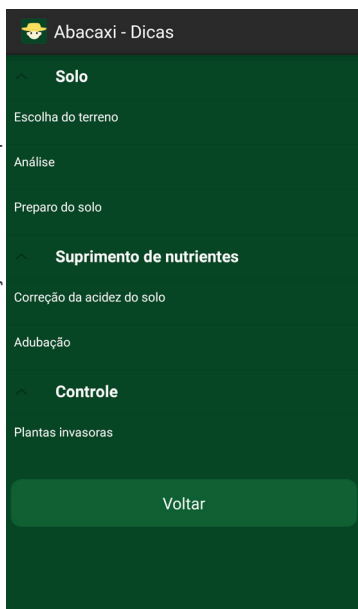 Abacaxi - Dicas
Solo
Escolha do terreno
Análise
Preparo do solo
Suprimento de nutrientes
Correção da acidez do solo
Adubação
Controle
Plantas invasoras
Voltar